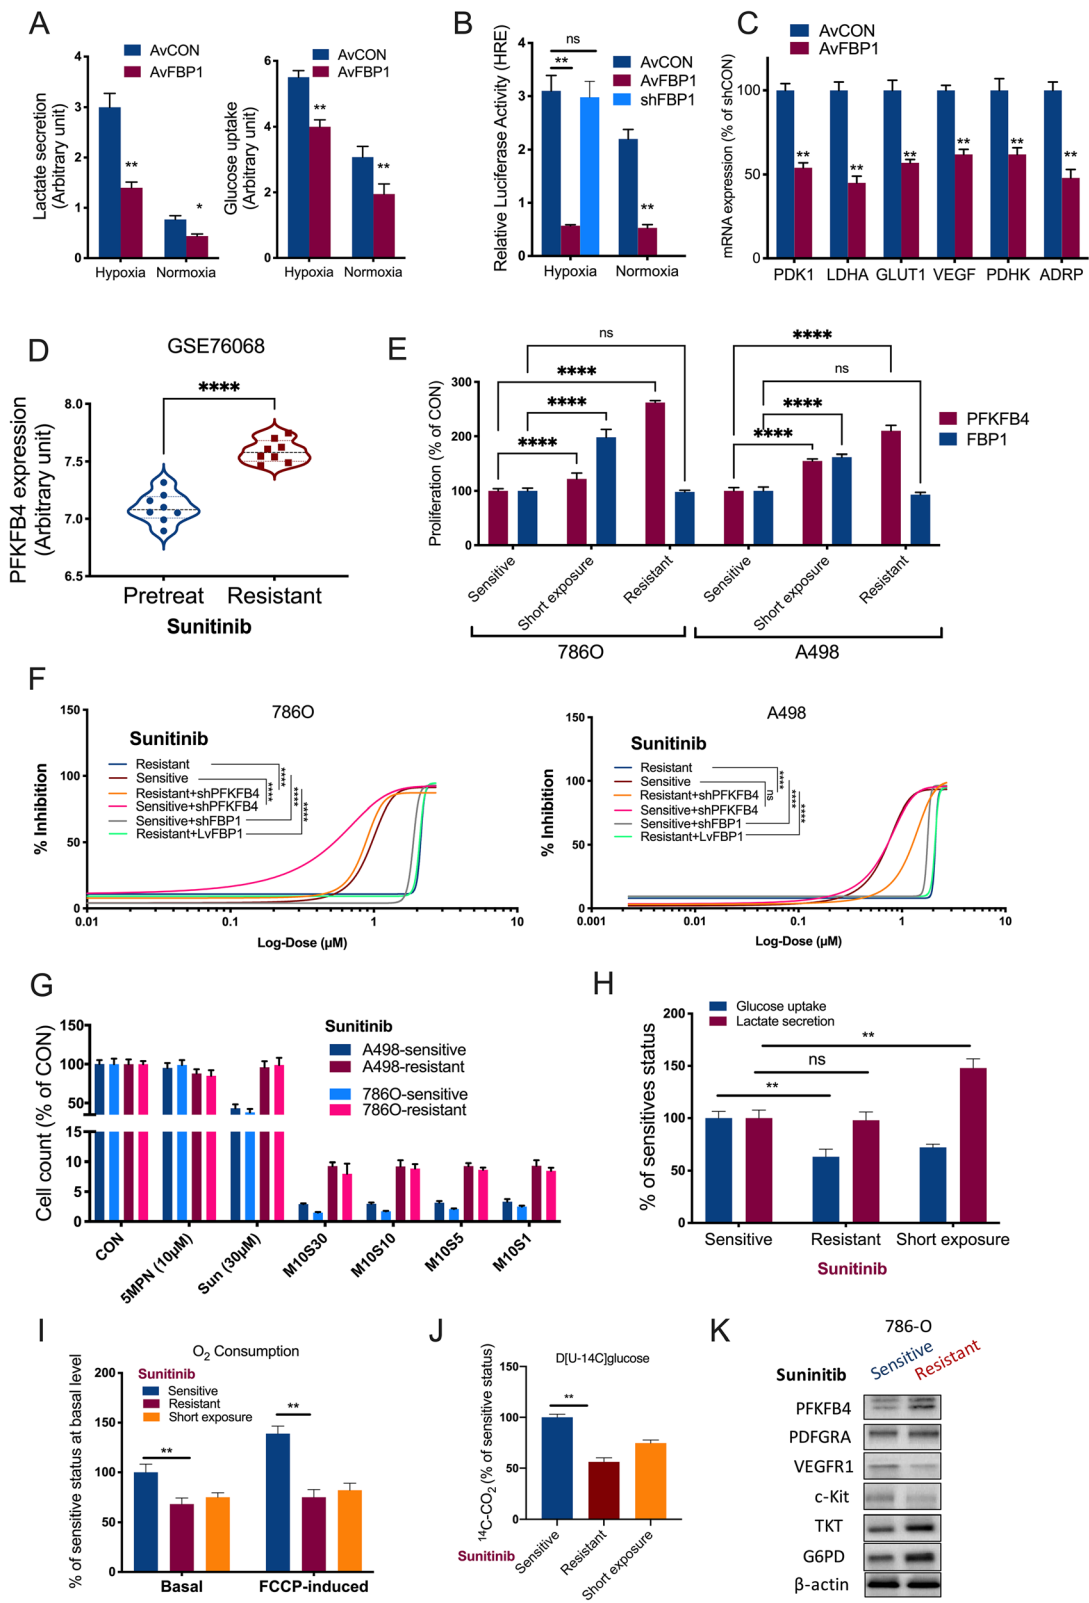 A
AvCON
AvFBP1
Lactate secretion
(Arbitrary unit)
4
3
2
1
0
Hypoxia Normoxia
AvCON
AvFBP1
Glucose uptake
(Arbitrary unit)
6
4
2
0
Hypoxia Normoxia
**
*
**
**
B
Relative Luciferase Activity (HRE)
4
3
2
1
0
ns
**
**
AvCON
AvFBP1
shFBP1
Hypoxia Normoxia
C
AvCON
AvFBP1
mRNA expression (% of shCON)
100
50
0
** ** ** ** ** **
PDK1 LDHA GLUT1 VEGF PDHK ADRP
D
GSE76068
****
PFKFB4 expression
(Arbitrary unit)
8.0
7.5
7.0
6.5
Pretreat Resistant
Sunitinib
E
Proliferation (% of CON)
300
200
100
0
ns
****
****
****
****
ns
****
****
PFKFB4
FBP1
Sensitive
Short exposure
Resistant
Sensitive
Short exposure
Resistant
786O
A498
F
786O
% Inhibition
150
100
50
0
Sunitinib
Resistant
Sensitive
Resistant+shPFKFB4
Sensitive+shPFKFB4
Sensitive+shFBP1
Resistant+LvFBP1
****
****
****
****
0.01 0.1 1 10
Log-Dose (μM)
A498
% Inhibition
150
100
50
0
Sunitinib
Resistant
Sensitive
Resistant+shPFKFB4
Sensitive+shPFKFB4
Sensitive+shFBP1
Resistant+LvFBP1
****
ns
****
****
0.001 0.1 1 10
Log-Dose (μM)
G
Cell count (% of CON)
150
100
50
15
10
5
0
Sunitinib
A498-sensitive
A498-resistant
786O-sensitive
786O-resistant
CON
5MPN (10μM)
Sun (30μM)
M10S30
M10S10
M10S5
M10S1
H
Glucose uptake
Lactate secretion
% of sensitives status
200
150
100
50
0
**
ns
**
Sensitive Resistant Short exposure
Sunitinib
I
O2 Consumption
% of sensitive status at basal level
200
150
100
50
0
Sunitinib
Sensitive
Resistant
Short exposure
**
**
Basal FCCP-induced
J
D[U-14C]glucose
14C-CO2 (% of sensitive status)
150
100
50
0
**
Sunitinib
Sensitive
Resistant
Short exposure
K
786-O
Suninitib
Sensitive
Resistant
PFKFB4
PDFGRA
VEGFR1
c-Kit
TKT
G6PD
β-actin